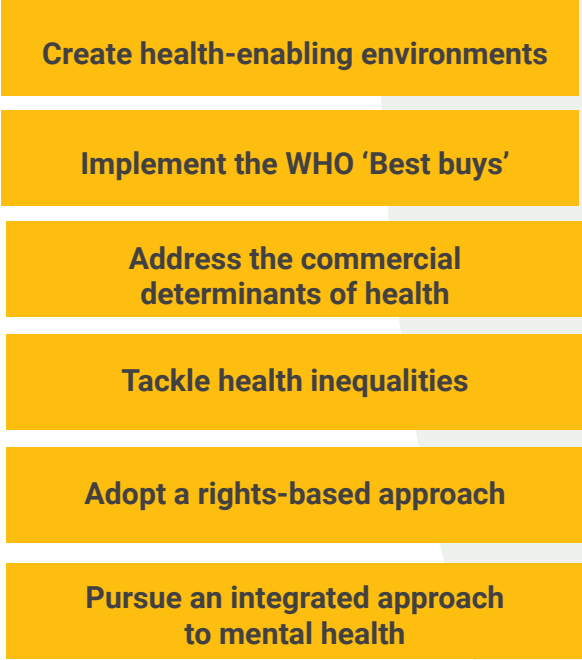 Create health-enabling environments
Implement the WHO ‘Best buys’
Address the commercial
determinants of health
Tackle health inequalities
Adopt a rights-based approach
Pursue an integrated approach
to mental health